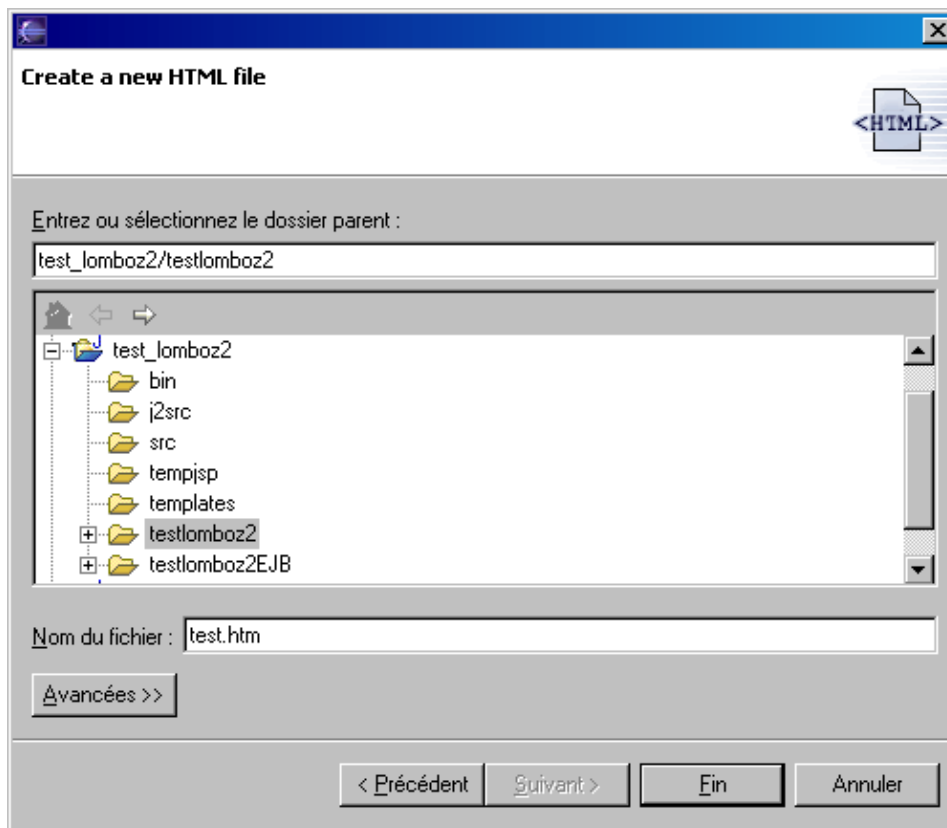 Create a new HTML file
<HTML>
Entrez ou sélectionnez le dossier parent :
test_lomboz2/testlomboz2
test_lomboz2
bin
j2src
src
tempjsp
templates
testlomboz2
testlomboz2EJB
Nom du fichier : test.htm
Avancées >>
< Précédent Suivant > Fin Annuler